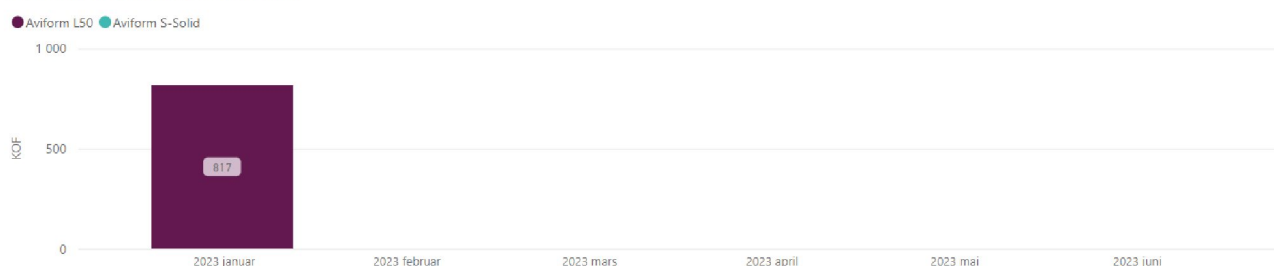 Aviform L50 Aviform S-Solid
1 000
KOF
500
817
0
2023 januar 2023 februar 2023 mars 2023 april 2023 mai 2023 juni